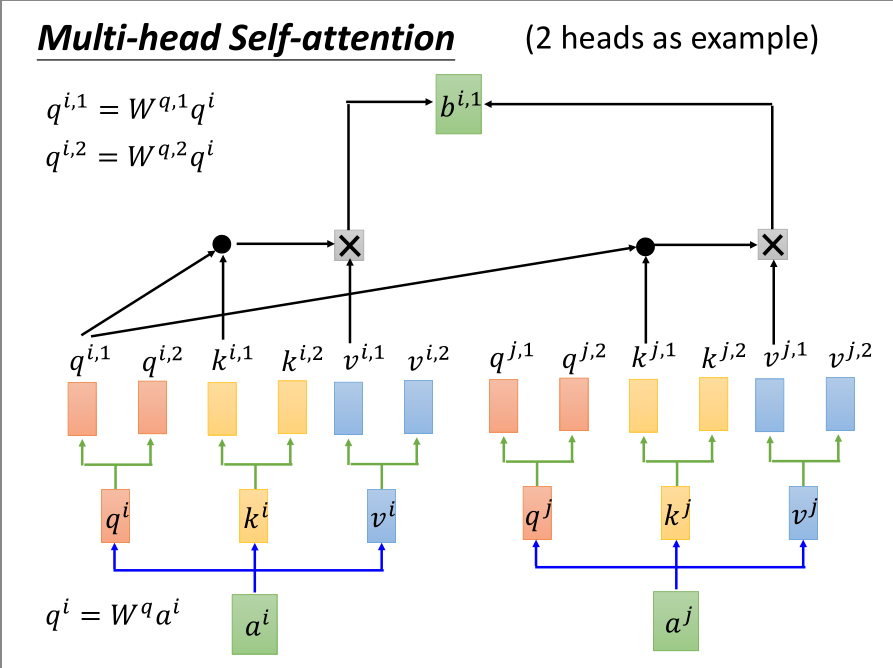 Multi-head Self-attention (2 heads as example)
q^{i,1} = W^{q,1}q^{i}
q^{i,2} = W^{q,2}q^{i}
b^{i,1}
q^{i,1} q^{i,2} k^{i,1} k^{i,2} v^{i,1} v^{i,2} q^{j,1} q^{j,2} k^{j,1} k^{j,2} v^{j,1} v^{j,2}
q^{i} k^{i} v^{i} q^{j} k^{j} v^{j}
q^{i} = W^{q}a^{i}
a^{i} a^{j}